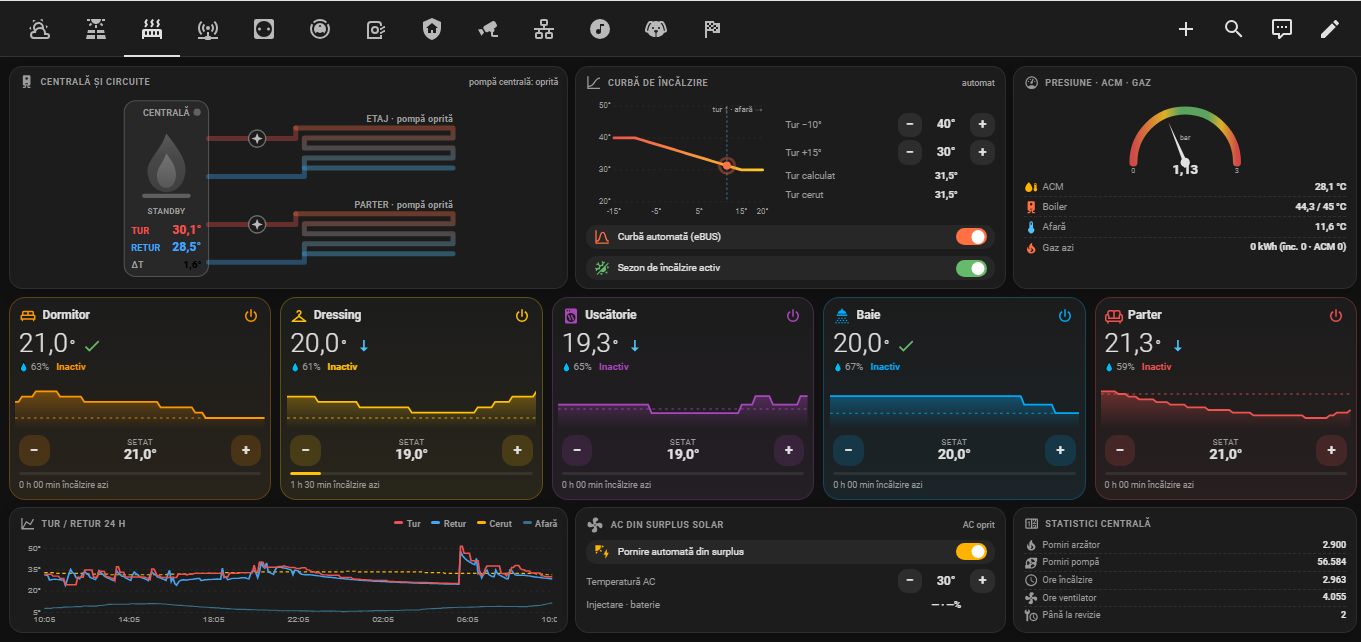 CENTRALĂ ȘI CIRCUITE
pompă centrală: oprită
CENTRALĂ
STANDBY
TUR 30,1°
RETUR 28,5°
ΔT 1,6°
ETAJ · pompă oprită
PARTER · pompă oprită
CURBĂ DE ÎNCĂLZIRE
automat
tur ↑ · afară →
50°
40°
30°
20°
-15° -5° 5° 15° 20°
Tur −10° − 40° +
Tur +15° − 30° +
Tur calculat 31,5°
Tur cerut 31,5°
Curbă automată (eBUS)
Sezon de încălzire activ
PRESIUNE · ACM · GAZ
bar
0 1,13 3
ACM 28,1 °C
Boiler 44,3 / 45 °C
Afară 11,6 °C
Gaz azi 0 kWh (înc. 0 · ACM 0)
Dormitor
21,0°
63% Inactiv
SETAT
− 21,0° +
0 h 00 min încălzire azi
Dressing
20,0° ↓
61% Inactiv
SETAT
− 19,0° +
1 h 30 min încălzire azi
Uscătorie
19,3° ↓
65% Inactiv
SETAT
− 19,0° +
0 h 00 min încălzire azi
Baie
20,0°
67% Inactiv
SETAT
− 20,0° +
0 h 00 min încălzire azi
Parter
21,3° ↓
59% Inactiv
SETAT
− 21,0° +
0 h 00 min încălzire azi
TUR / RETUR 24 H
Tur Retur Cerut Afară
50°
35°
20°
5°
10:05 14:05 18:05 22:05 02:05 06:05 10:0
AC DIN SURPLUS SOLAR
AC oprit
Pornire automată din surplus
Temperatură AC − 30° +
Injectare · baterie —·—%
STATISTICI CENTRALĂ
Porniri arzător 2.900
Porniri pompă 56.584
Ore încălzire 2.963
Ore ventilator 4.055
Până la revizie 2